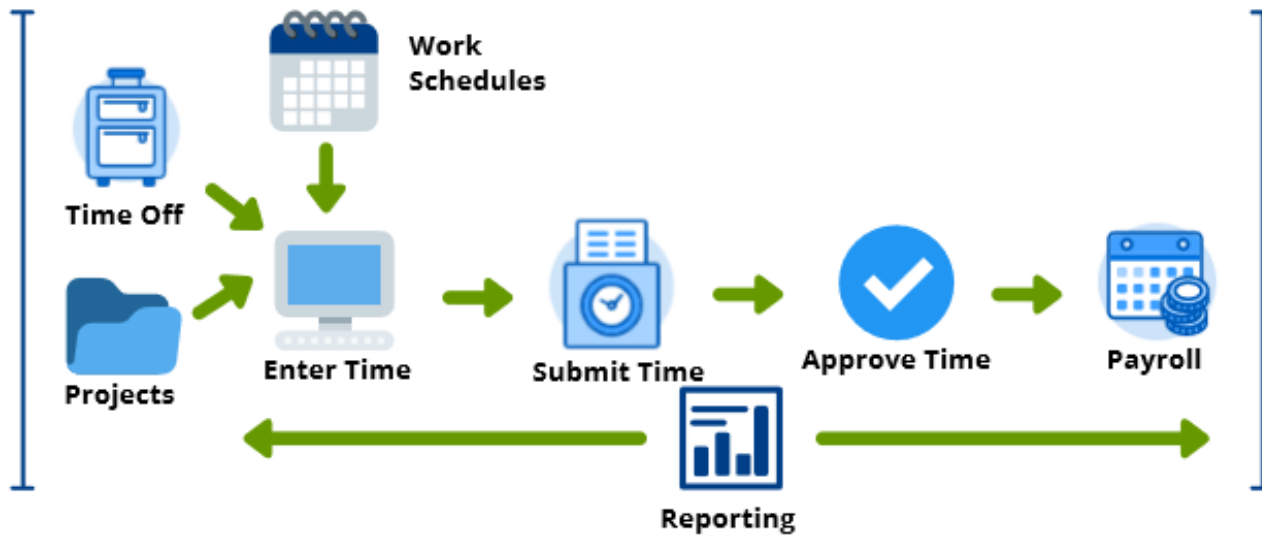 Work
Schedules
Time Off
Projects
Enter Time
Submit Time
Approve Time
Payroll
Reporting